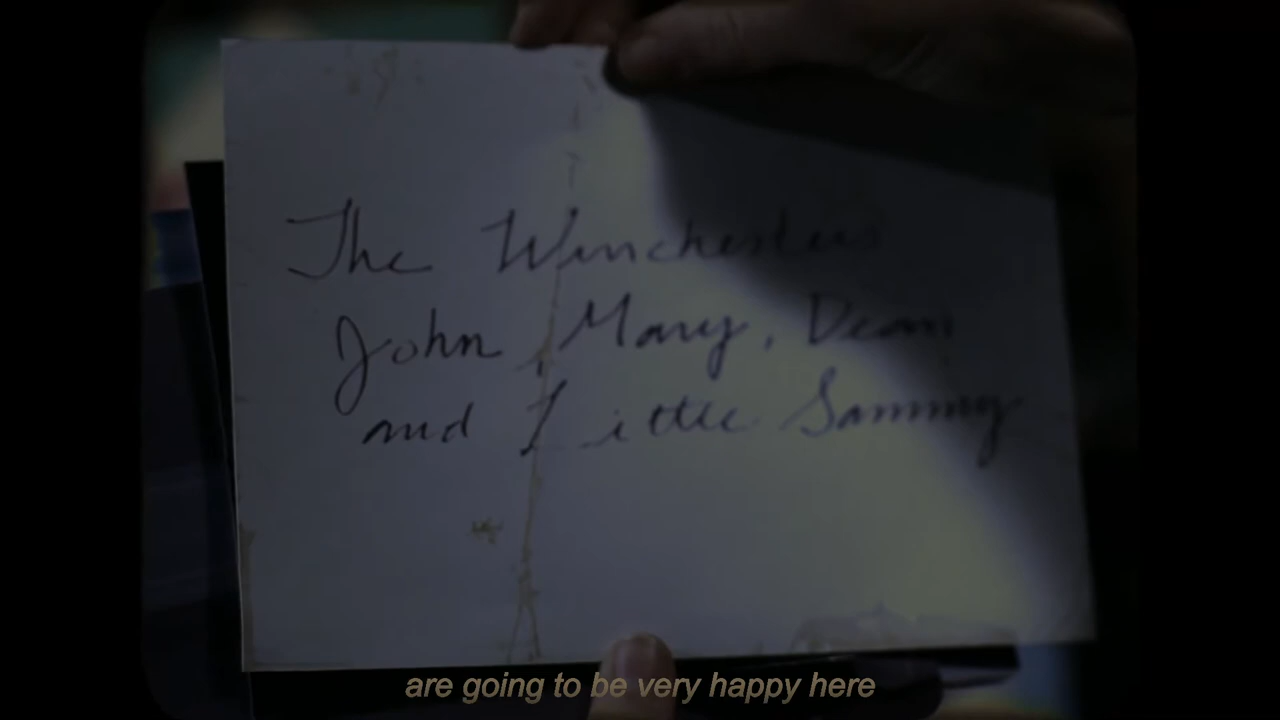 The Winchesters
John, Mary, Dean
and Little Sammy
are going to be very happy here